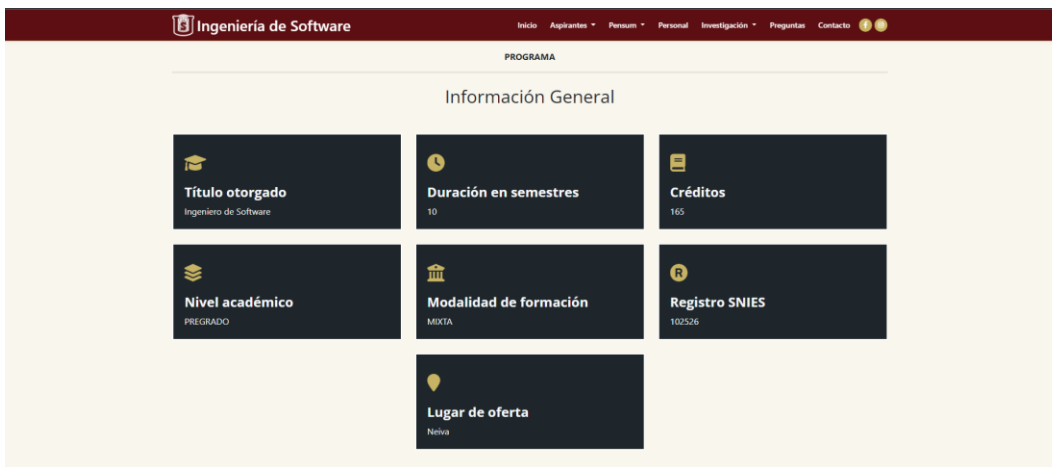 Ingeniería de Software
Inicio Aspirantes Pensum Personal Investigación Preguntas Contacto
PROGRAMA
Información General
Título otorgado
Ingeniero de Software
Duración en semestres
10
Créditos
165
Nivel académico
PREGRADO
Modalidad de formación
MIXTA
R
Registro SNIES
102526
Lugar de oferta
Neiva